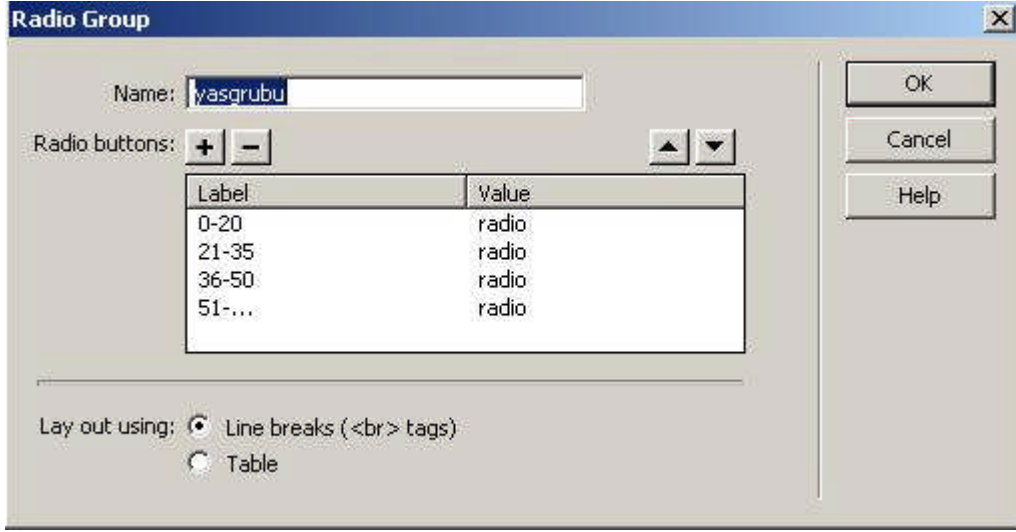 Radio Group
Name: yasgrubu
OK
Radio buttons:
Cancel
Label Value
Help
0-20 radio
21-35 radio
36-50 radio
51-... radio
Lay out using: Line breaks (<br> tags)
Table